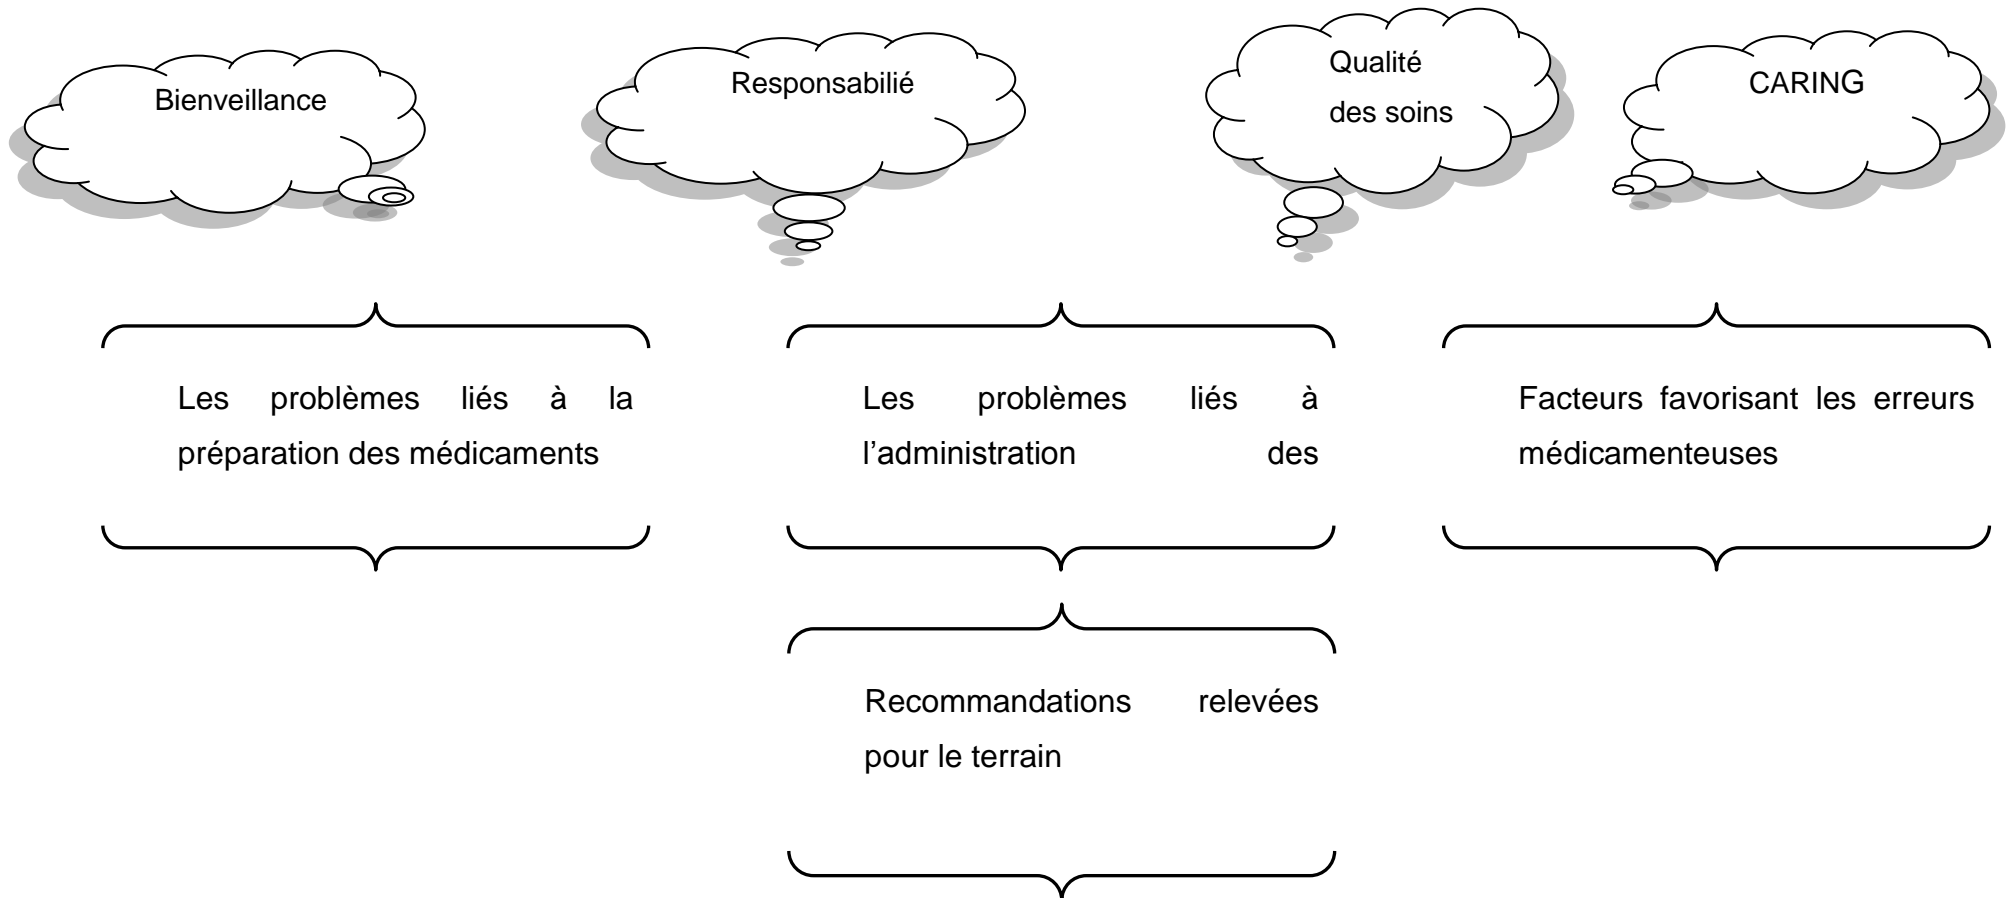 Bienveillance
Responsabilié
Qualité
des soins
CARING
Les problèmes liés à la
préparation des médicaments
Les problèmes liés à
l’administration des
Facteurs favorisant les erreurs
médicamenteuses
Recommandations relevées
pour le terrain